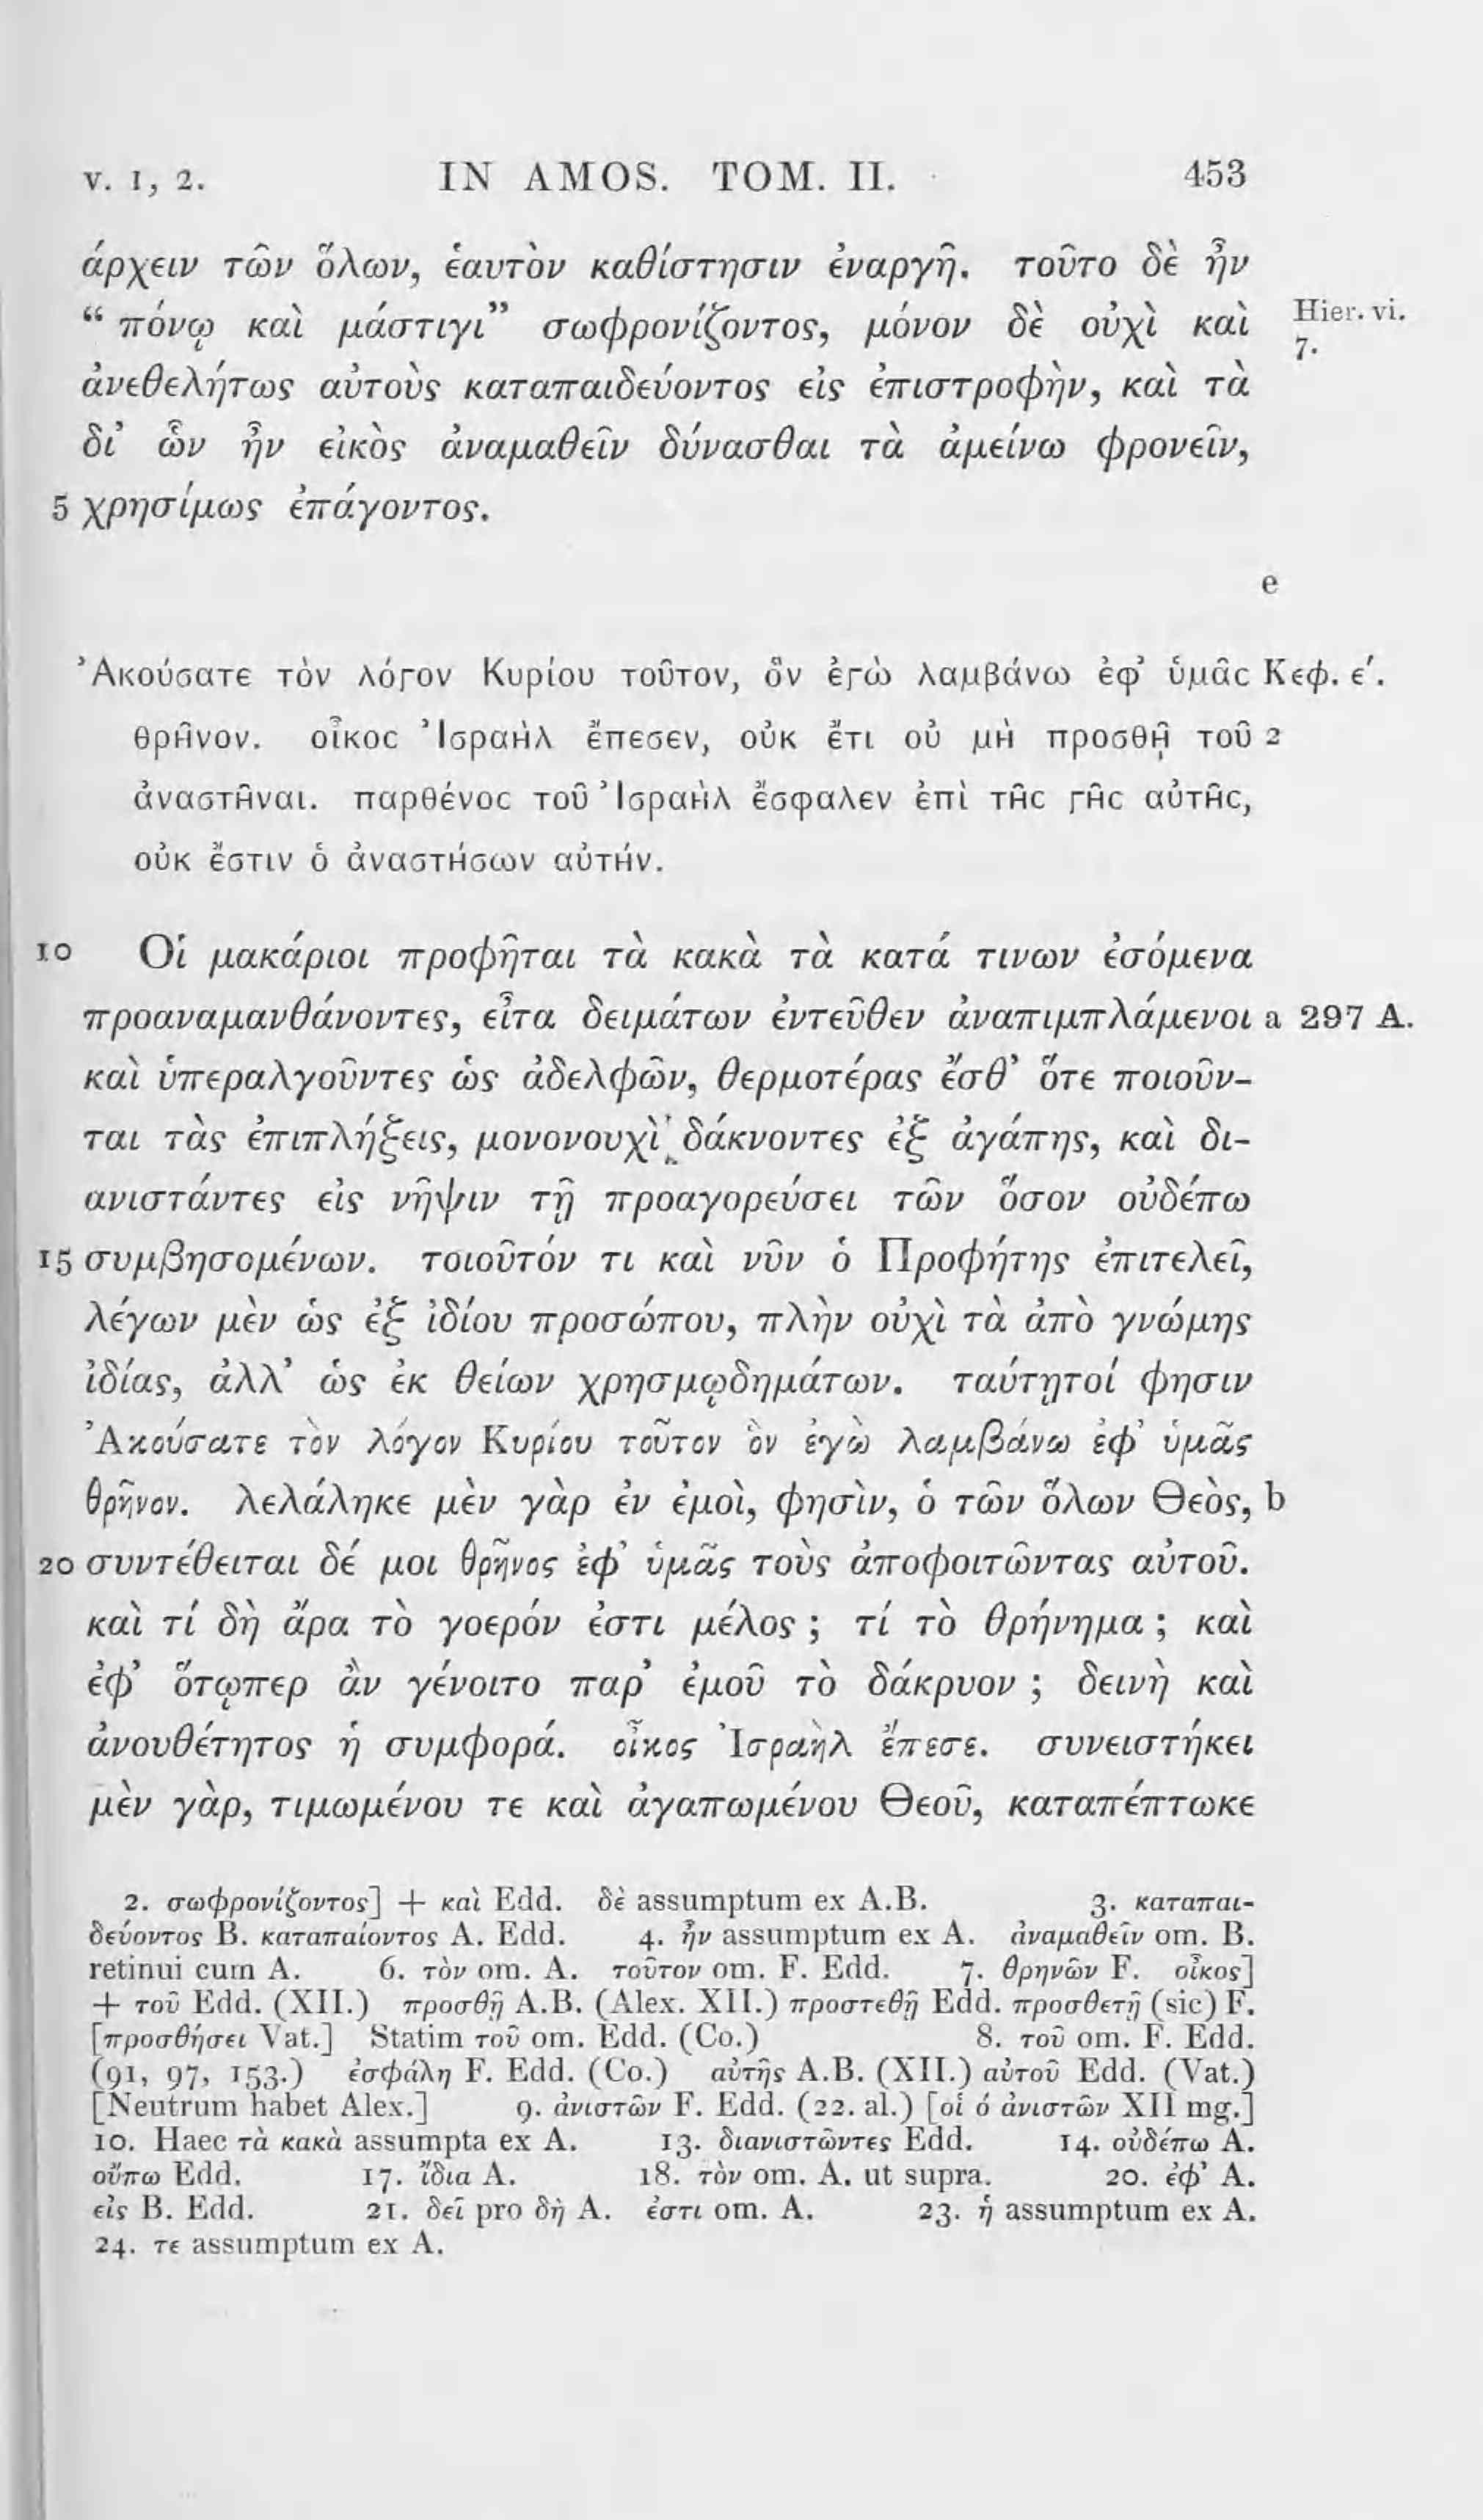 v. 1, 2. IN AMOS. TOM. II. 453
άρχειν τῶν ὅλων, ἑαυτὸν καθίστησιν ἐναργῆ. τοῦτο δὲ ἦν
“ πόνῳ καὶ μάστιγι” σωφρονίζοντος, μόνον δὲ οὐχὶ καὶ Hier. vi. 7.
ἀνεθελήτως αὐτοὺς καταπαιδεύοντος εἰς ἐπιστροφὴν, καὶ τὰ
δι’ ὧν ἦν εἰκὸς ἀναμαθεῖν δύνασθαι τὰ ἀμείνω φρονεῖν,
5 χρησίμως ἐπάγοντος.
e
Ἀκούσατε τὸν λόγον Κυρίου τοῦτον, ὃν ἐγὼ λαμβάνω ἐφ’ ὑμᾶς Κεφ. ε΄.
θρῆνον. οἶκος Ἰσραὴλ ἔπεσεν, οὐκ ἔτι οὐ μὴ προσθῇ τοῦ 2
ἀναστῆναι. παρθένος τοῦ Ἰσραὴλ ἔσφαλεν ἐπὶ τῆς γῆς αὐτῆς,
οὐκ ἔστιν ὁ ἀναστήσων αὐτήν.
10 Οἱ μακάριοι προφῆται τὰ κακὰ τὰ κατά τινων ἐσόμενα
προαναμανθάνοντες, εἶτα δειμάτων ἐντεῦθεν ἀναπιμπλάμενοι a 297 A.
καὶ ὑπεραλγοῦντες ὡς ἀδελφῶν, θερμοτέρας ἔσθ’ ὅτε ποιοῦν-
ται τὰς ἐπιπλήξεις, μονονουχὶ δάκνοντες ἐξ ἀγάπης, καὶ δι-
ανιστάντες εἰς νῆψιν τῇ προαγορεύσει τῶν ὅσον οὐδέπω
15 συμβησομένων. τοιοῦτόν τι καὶ νῦν ὁ Προφήτης ἐπιτελεῖ,
λέγων μὲν ὡς ἐξ ἰδίου προσώπου, πλὴν οὐχὶ τὰ ἀπὸ γνώμης
ἰδίας, ἀλλ’ ὡς ἐκ θείων χρησμῳδημάτων. ταύτῃτοί φησιν
Ἀκούσατε τὸν λόγον Κυρίου τοῦτον ὃν ἐγὼ λαμβάνω ἐφ’ ὑμᾶς
θρῆνον. λελάληκε μὲν γὰρ ἐν ἐμοὶ, φησὶν, ὁ τῶν ὅλων Θεὸς, b
20 συντέθειται δέ μοι θρῆνος ἐφ’ ὑμᾶς τοὺς ἀποφοιτῶντας αὐτοῦ.
καὶ τί δὴ ἄρα τὸ γοερόν ἐστι μέλος ; τί τὸ θρήνημα ; καὶ
ἐφ’ ὅτῳπερ ἂν γένοιτο παρ’ ἐμοῦ τὸ δάκρυον ; δεινὴ καὶ
ἀνουθέτητος ἡ συμφορά. οἶκος Ἰσραὴλ ἔπεσε. συνειστήκει
μὲν γὰρ, τιμωμένου τε καὶ ἀγαπωμένου Θεοῦ, καταπέπτωκε
2. σωφρονίζοντος] + καὶ Edd. δὲ assumptum ex A.B. 3. καταπαι-
δεύοντος B. καταπαίοντος A. Edd. 4. ἦν assumptum ex A. ἀναμαθεῖν om. B.
retinui cum A. 6. τὸν om. A. τοῦτον om. F. Edd. 7. θρηνῶν F. οἶκος]
+ τοῦ Edd. (XII.) προσθῇ A.B. (Alex. XII.) προστεθῇ Edd. προσθετῇ (sic) F.
[προσθήσει Vat.] Statim τοῦ om. Edd. (Co.) 8. τοῦ om. F. Edd.
(91, 97, 153.) ἐσφάλη F. Edd. (Co.) αὐτῆς A.B. (XII.) αὐτοῦ Edd. (Vat.)
[Neutrum habet Alex.] 9. ἀνιστῶν F. Edd. (22. al.) [οἱ ὁ ἀνιστῶν XII mg.]
10. Haec τὰ κακὰ assumpta ex A. 13. διανιστῶντες Edd. 14. οὐδέπω A.
οὔπω Edd. 17. ἴδια A. 18. τὸν om. A. ut supra. 20. ἐφ’ A.
εἰς B. Edd. 21. δεῖ pro δὴ A. ἐστι om. A. 23. ἡ assumptum ex A.
24. τε assumptum ex A.